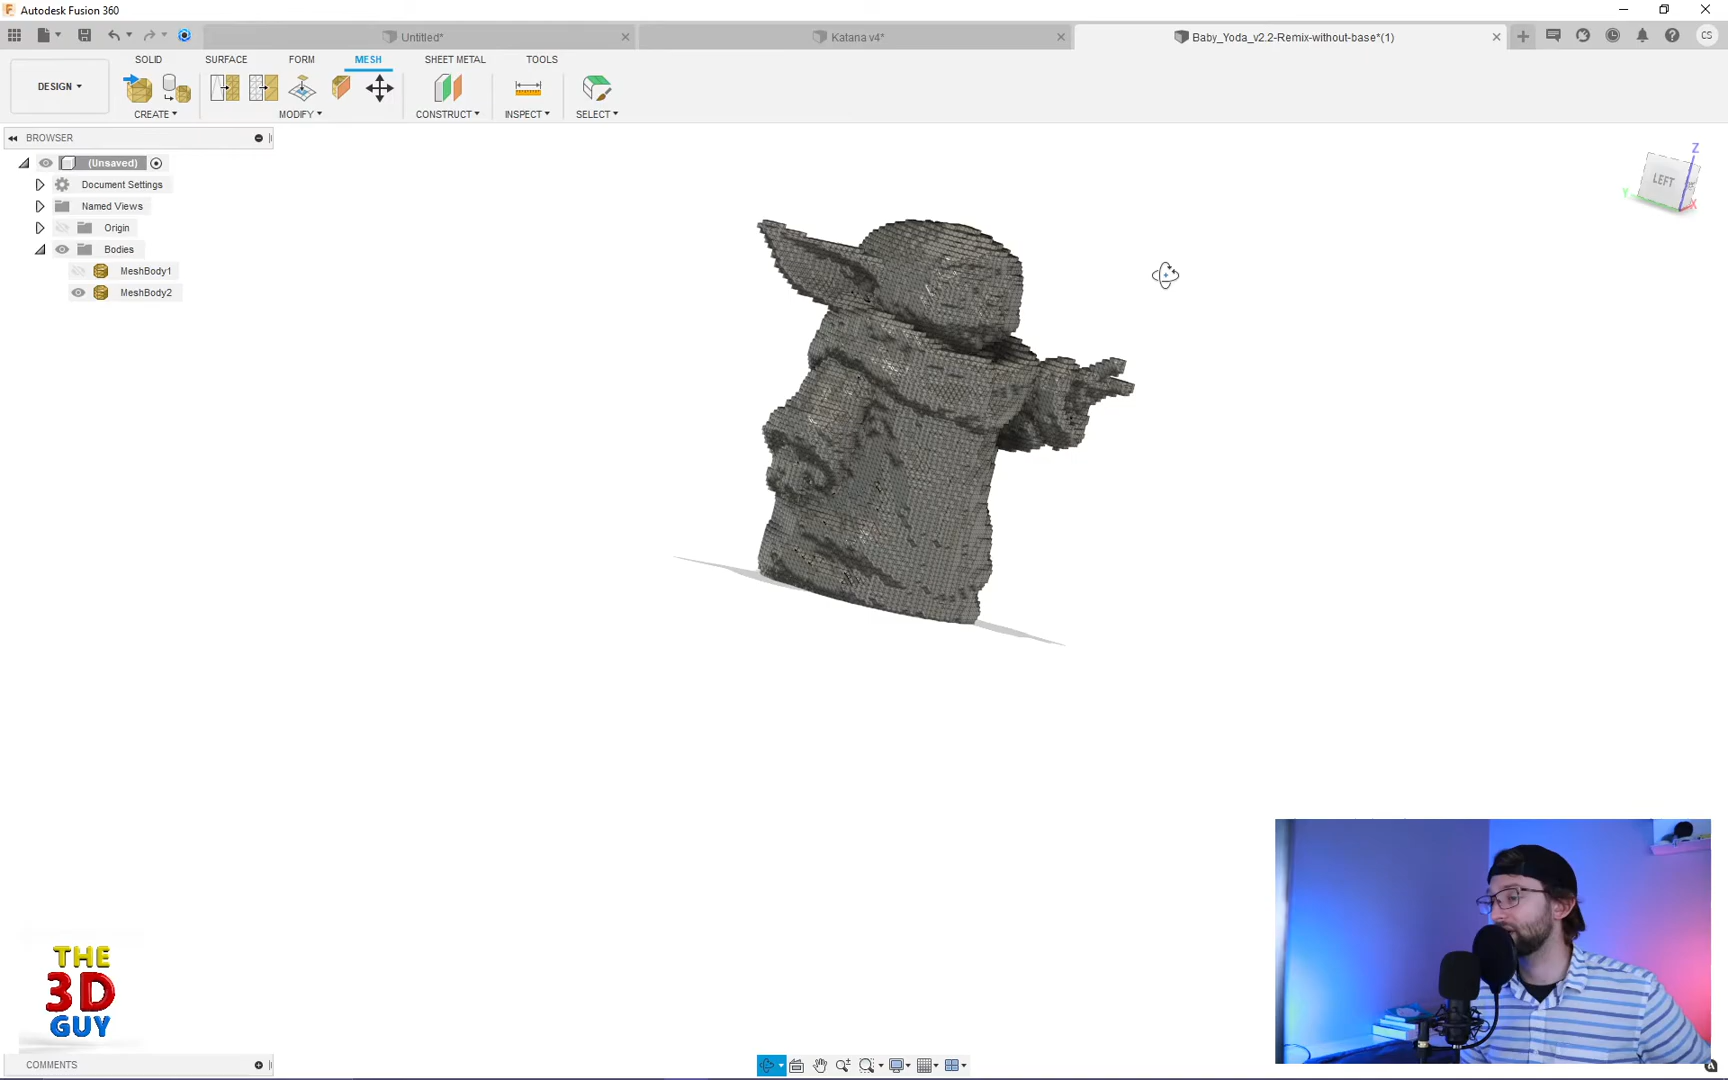 Autodesk Fusion 360
Untitled*
Katana v4*
Baby_Yoda_v2.2-Remix-without-base*(1)
CS
DESIGN
SOLID
SURFACE
FORM
MESH
SHEET METAL
TOOLS
CREATE
MODIFY
CONSTRUCT
INSPECT
SELECT
BROWSER
(Unsaved)
Document Settings
Named Views
Origin
Bodies
MeshBody1
MeshBody2
Z
LEFT
Y
X
THE
3D
GUY
COMMENTS